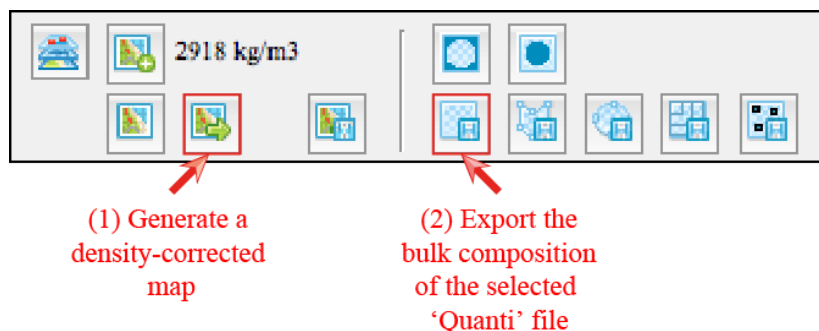 2918 kg/m3
(1) Generate a
density-corrected
map
(2) Export the
bulk composition
of the selected
‘Quanti’ file